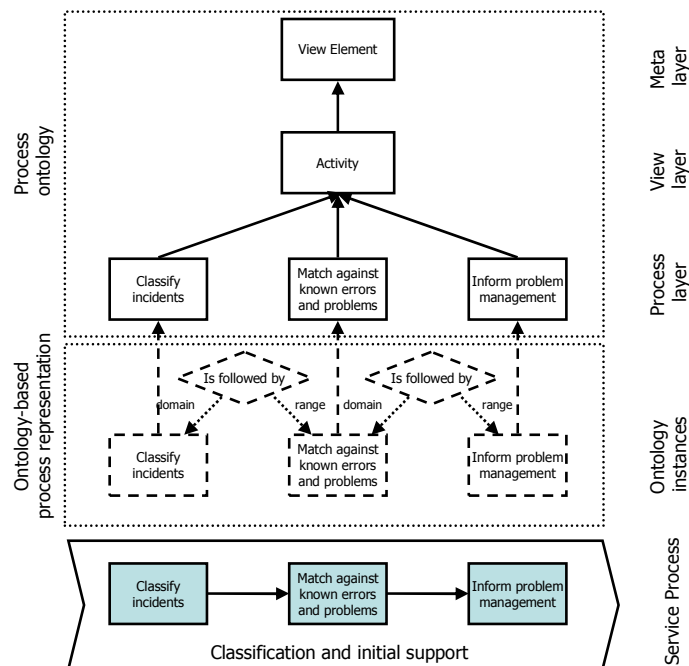 View Element
Meta
layer
Process
ontology
Activity
View
layer
Classify
incidents
Match against
known errors
and problems
Inform problem
management
Process
layer
Ontology-based
process representation
Is followed by
Is followed by
domain
range
domain
range
Classify
incidents
Match against
known errors
and problems
Inform problem
management
Ontology
instances
Classify
incidents
Match against
known errors
and problems
Inform problem
management
Classification and initial support
Service Process